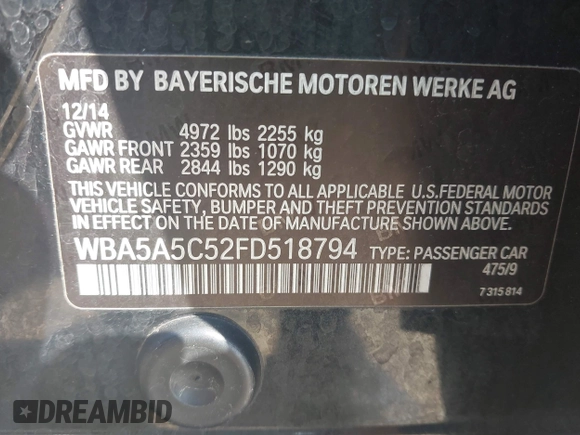 MFD BY BAYERISCHE MOTOREN WERKE AG
12/14
GVWR 4972 lbs 2255 kg
GAWR FRONT 2359 lbs 1070 kg
GAWR REAR 2844 lbs 1290 kg
THIS VEHICLE CONFORMS TO ALL APPLICABLE U.S.FEDERAL MOTOR
VEHICLE SAFETY, BUMPER AND THEFT PREVENTION STANDARDS
IN EFFECT ON THE DATE OF MANUFACTURE SHOWN ABOVE.
WBA5A5C52FD518794 TYPE: PASSENGER CAR
475/9
7 315 814
DREAMBID